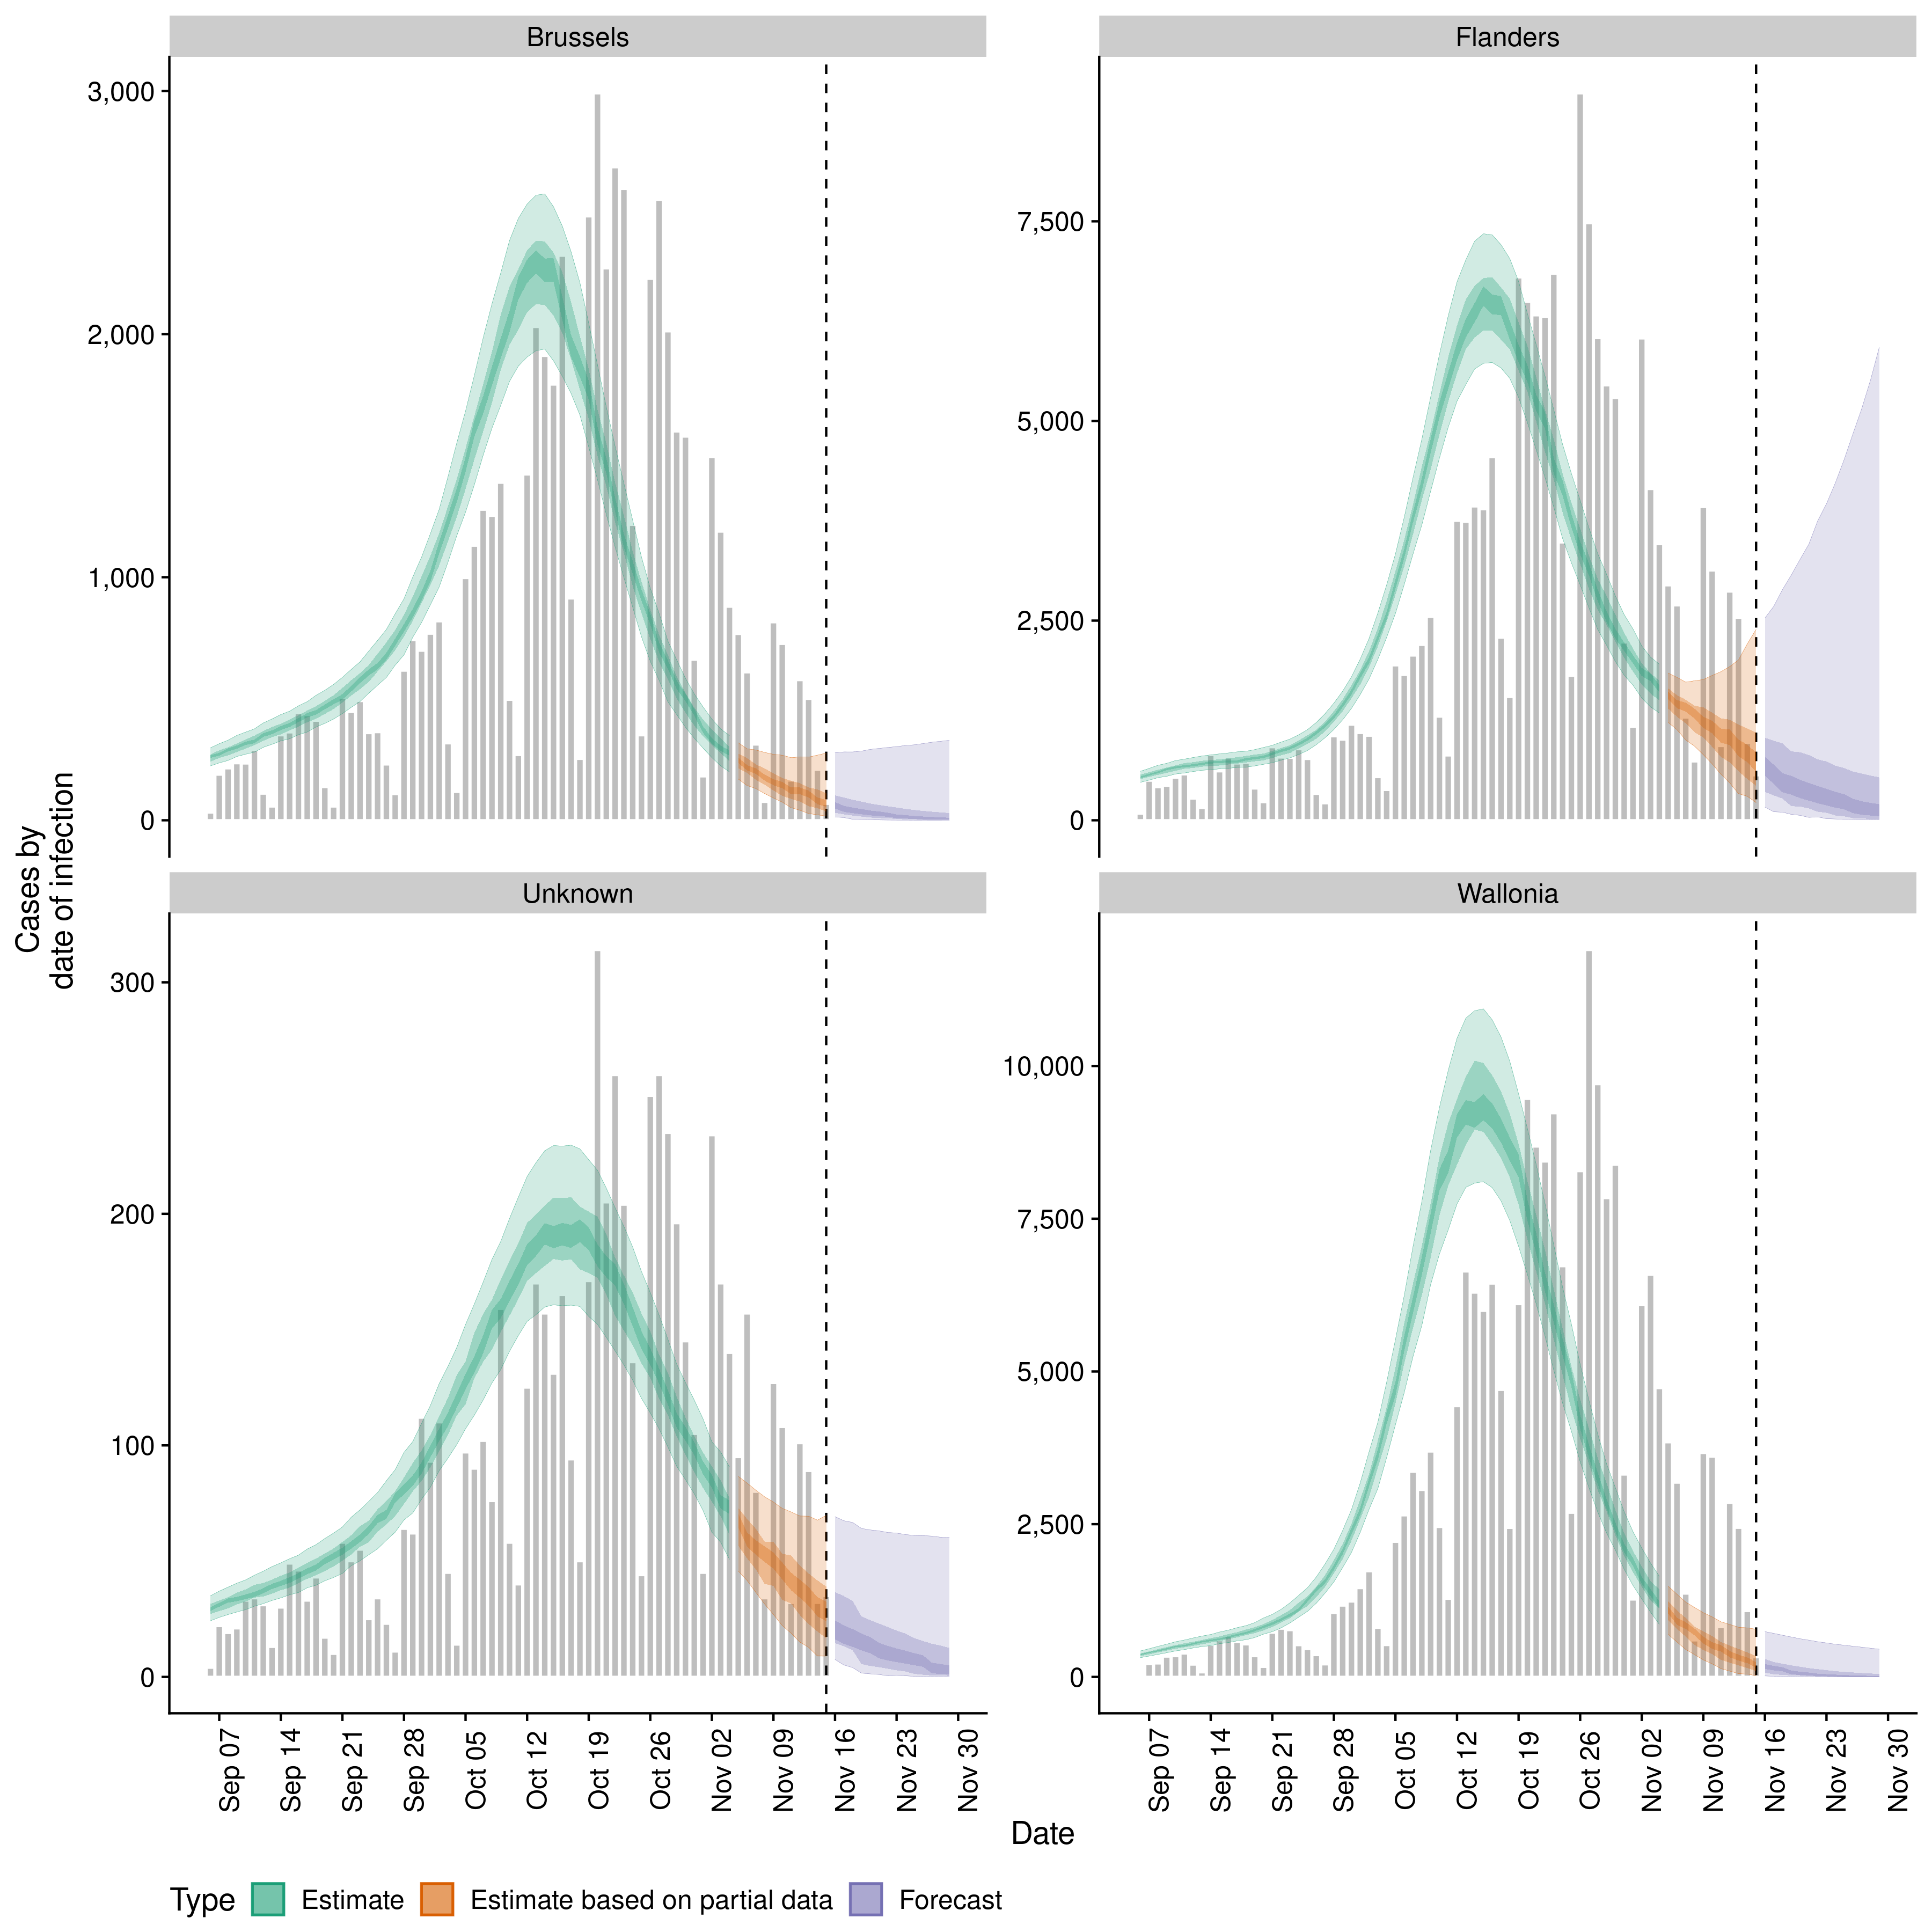 Brussels
Flanders
3,000
2,000
1,000
0
7,500
5,000
2,500
0
Cases by
date of infection
Unknown
Wallonia
300
200
100
0
10,000
7,500
5,000
2,500
0
Sep 07
Sep 14
Sep 21
Sep 28
Oct 05
Oct 12
Oct 19
Oct 26
Nov 02
Nov 09
Nov 16
Nov 23
Nov 30
Sep 07
Sep 14
Sep 21
Sep 28
Oct 05
Oct 12
Oct 19
Oct 26
Nov 02
Nov 09
Nov 16
Nov 23
Nov 30
Date
Type Estimate Estimate based on partial data Forecast